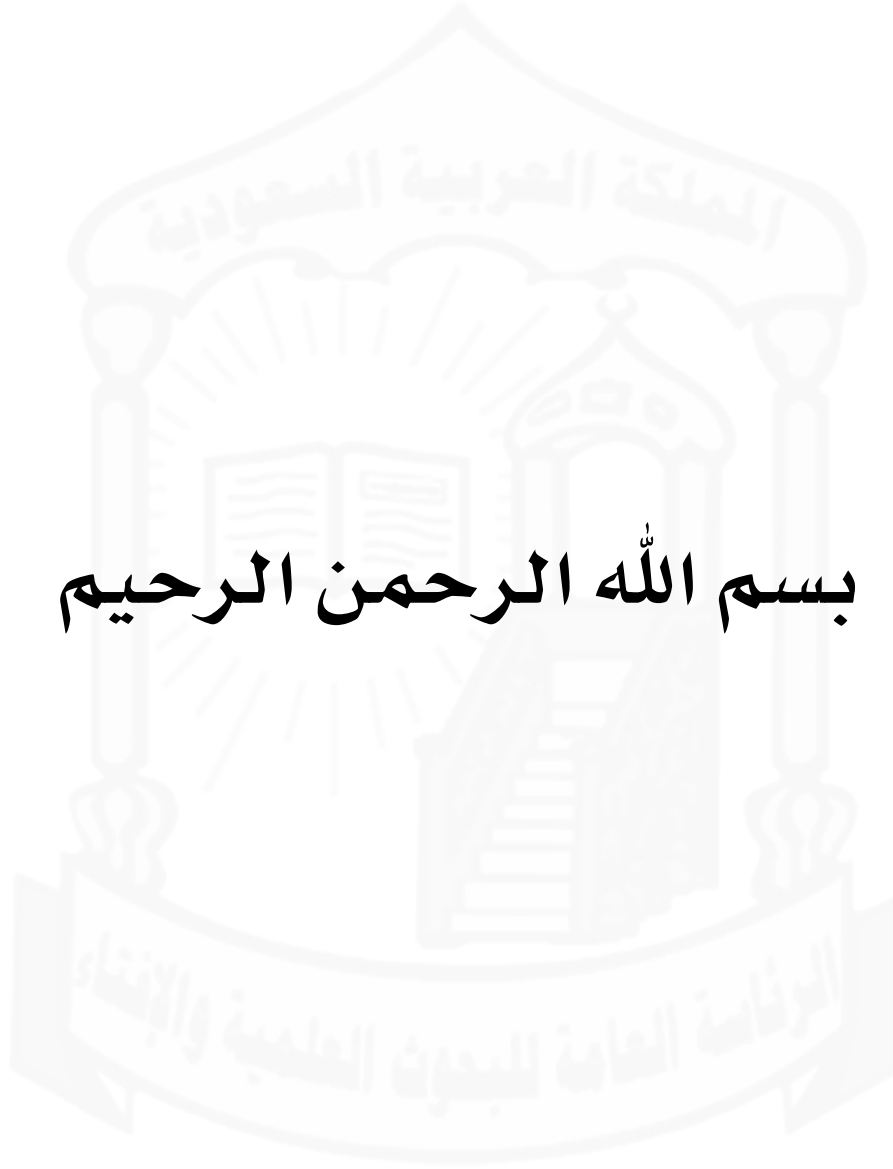 المملكة العربية السعودية
بسم الله الرحمن الرحيم
الرئاسة العامة للبحوث العلمية والإفتاء